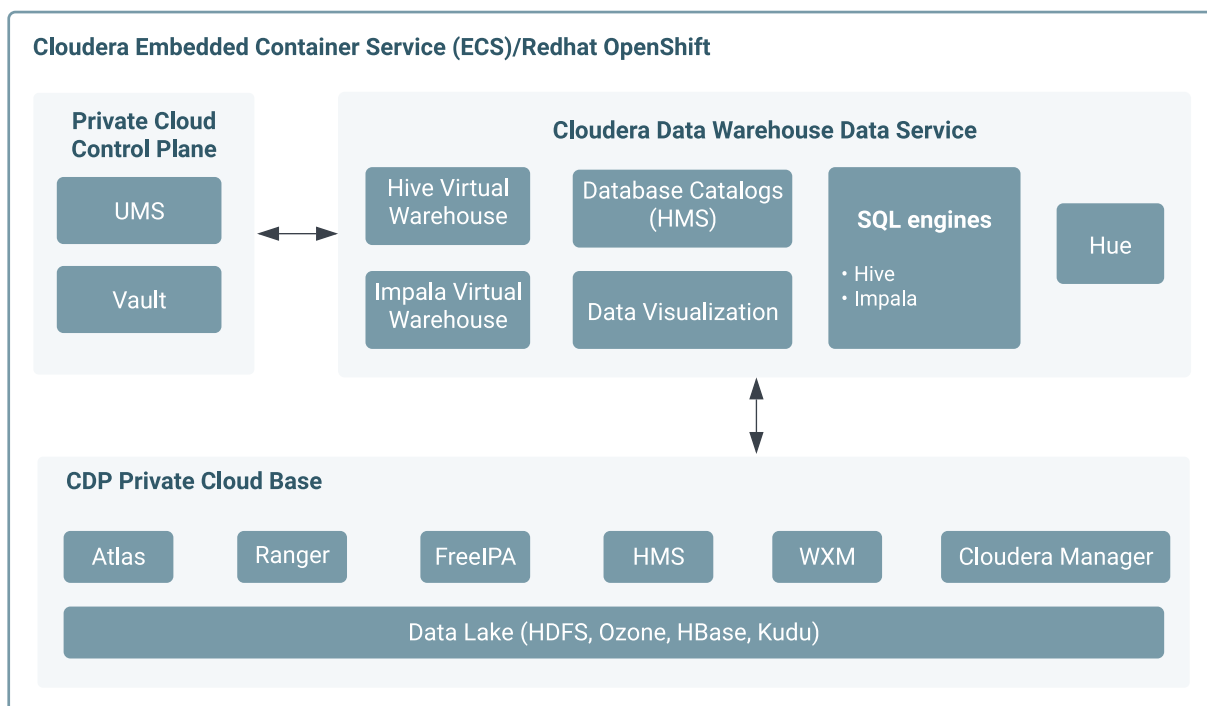 Cloudera Embedded Container Service (ECS)/Redhat OpenShift
Private Cloud
Control Plane
UMS
Vault
Cloudera Data Warehouse Data Service
Hive Virtual
Warehouse
Impala Virtual
Warehouse
Database Catalogs
(HMS)
Data Visualization
SQL engines
• Hive
• Impala
Hue
CDP Private Cloud Base
Atlas
Ranger
FreeIPA
HMS
WXM
Cloudera Manager
Data Lake (HDFS, Ozone, HBase, Kudu)